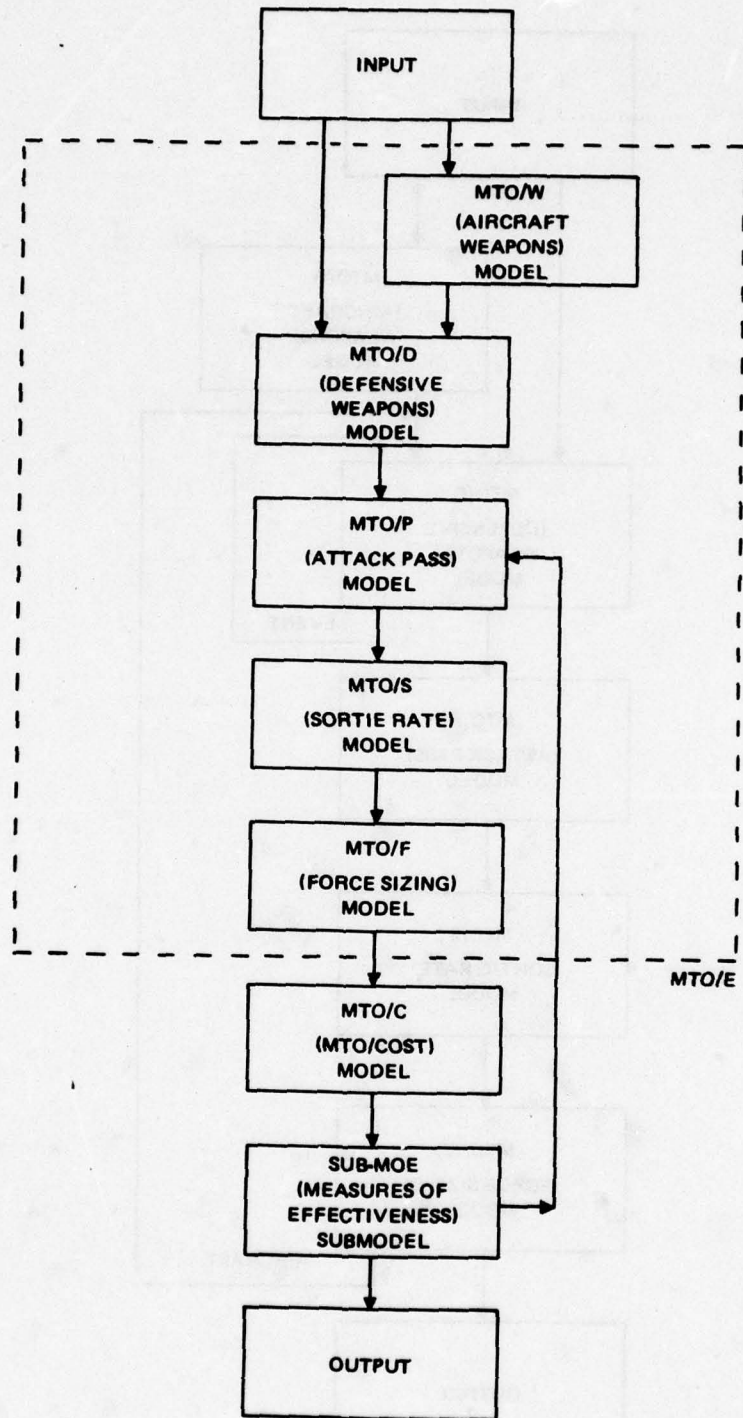 INPUT
MTO/W
(AIRCRAFT
WEAPONS)
MODEL
MTO/D
(DEFENSIVE
WEAPONS)
MODEL
MTO/P
(ATTACK PASS)
MODEL
MTO/S
(SORTIE RATE)
MODEL
MTO/F
(FORCE SIZING)
MODEL
MTO/E
MTO/C
(MTO/COST)
MODEL
SUB-MOE
(MEASURES OF
EFFECTIVENESS)
SUBMODEL
OUTPUT